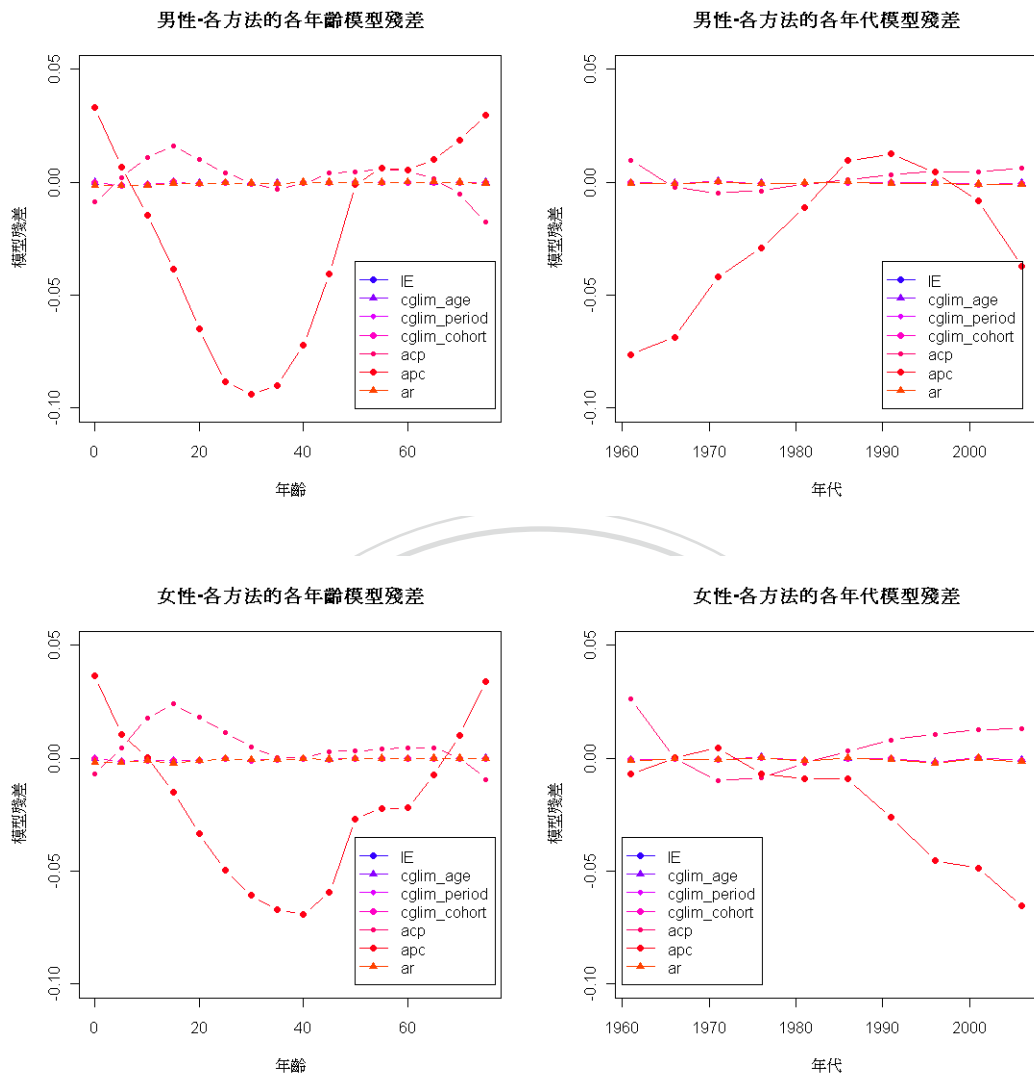 男性-各方法的各年齡模型殘差
模型殘差
0.05
0.00
-0.05
-0.10
IE
cglim_age
cglim_period
cglim_cohort
acp
apc
ar
0
20
40
60
年齡
男性-各方法的各年代模型殘差
模型殘差
0.05
0.00
-0.05
-0.10
IE
cglim_age
cglim_period
cglim_cohort
acp
apc
ar
1960
1970
1980
1990
2000
年代
女性-各方法的各年齡模型殘差
模型殘差
0.05
0.00
-0.05
-0.10
IE
cglim_age
cglim_period
cglim_cohort
acp
apc
ar
0
20
40
60
年齡
女性-各方法的各年代模型殘差
模型殘差
0.05
0.00
-0.05
-0.10
IE
cglim_age
cglim_period
cglim_cohort
acp
apc
ar
1960
1970
1980
1990
2000
年代